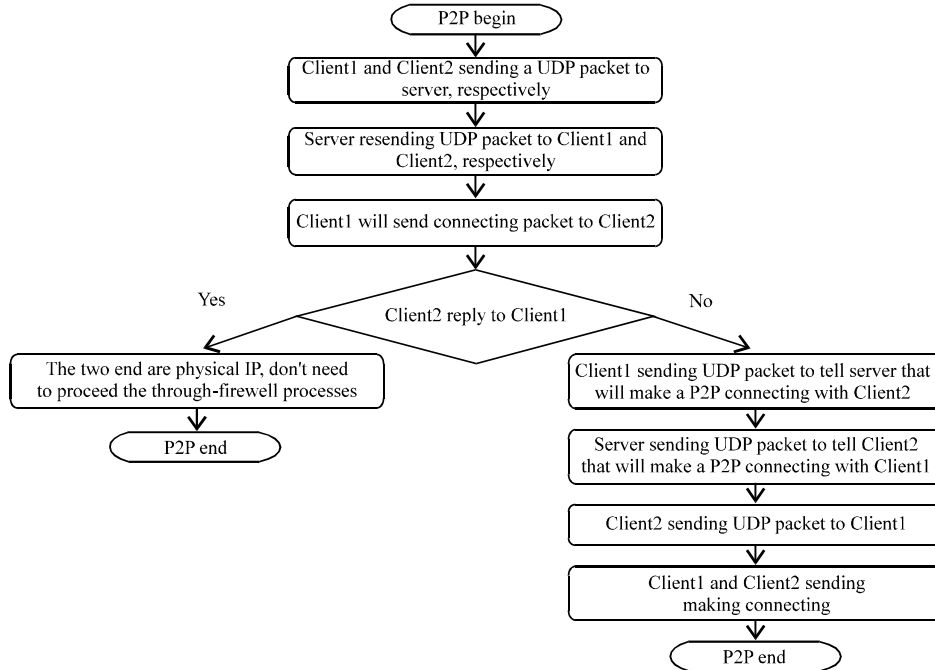 P2P begin
Client1 and Client2 sending a UDP packet to
server, respectively
Server resending UDP packet to Client1 and
Client2, respectively
Client1 will send connecting packet to Client2
Client2 reply to Client1
Yes
No
The two end are physical IP, don't need
to proceed the through-firewell processes
P2P end
Client1 sending UDP packet to tell server that
will make a P2P connecting with Client2
Server sending UDP packet to tell Client2
that will make a P2P connecting with Client1
Client2 sending UDP packet to Client1
Client1 and Client2 sending
making connecting
P2P end